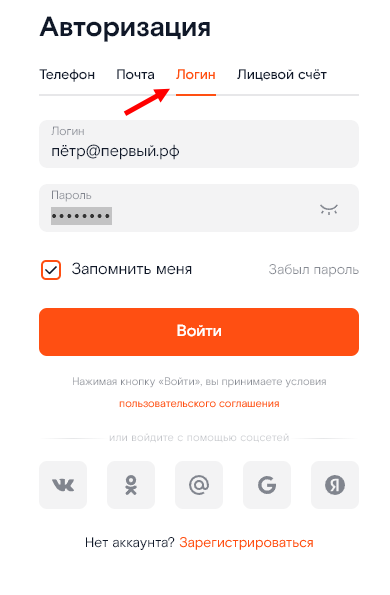 Авторизация
Телефон Почта Логин Лицевой счёт
Логин
пётр@первый.рф
Пароль
••••••••
Запомнить меня Забыл пароль
Войти
Нажимая кнопку «Войти», вы принимаете условия
пользовательского соглашения
или войдите с помощью соцсетей
Нет аккаунта? Зарегистрироваться